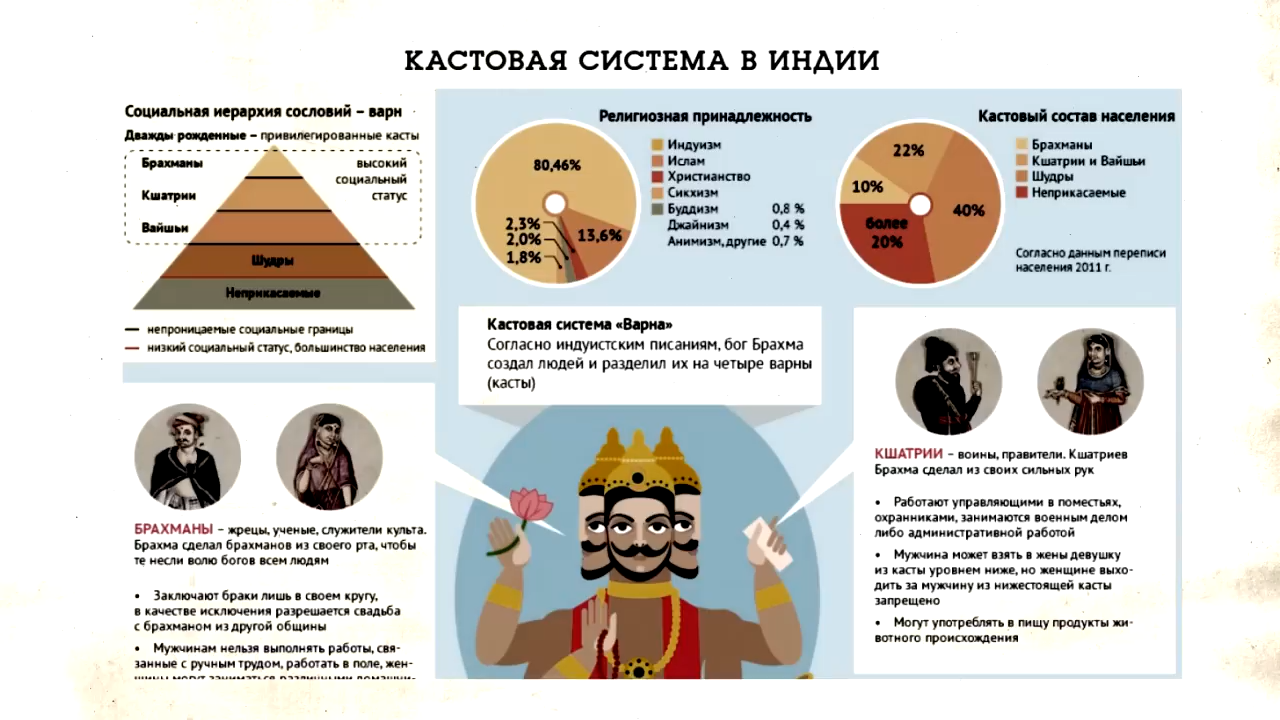 КАСТОВАЯ СИСТЕМА В ИНДИИ
Социальная иерархия сословий – варн
Дважды рожденные – привилегированные касты
Брахманы
высокий
социальный
статус
Кшатрии
Вайшьи
Шудры
Неприкасаемые
непроницаемые социальные границы
низкий социальный статус, большинство населения
Религиозная принадлежность
80,46%
13,6%
2,3%
2,0%
1,8%
Индуизм
Ислам
Христианство
Сикхизм
Буддизм 0,8 %
Джайнизм 0,4 %
Анимизм, другие 0,7 %
Кастовый состав населения
22%
10%
40%
более
20%
Брахманы
Кшатрии и Вайшьи
Шудры
Неприкасаемые
Согласно данным переписи
населения 2011 г.
Кастовая система «Варна»
Согласно индуистским писаниям, бог Брахма
создал людей и разделил их на четыре варны
(касты)
БРАХМАНЫ – жрецы, ученые, служители культа.
Брахма сделал брахманов из своего рта, чтобы
те несли волю богов всем людям
• Заключают браки лишь в своем кругу,
в качестве исключения разрешается свадьба
с брахманом из другой общины
• Мужчинам нельзя выполнять работы, свя-
занные с ручным трудом, работать в поле, жен-
щины могут заниматься различными домашни-
КШАТРИИ – воины, правители. Кшатриев
Брахма сделал из своих сильных рук
• Работают управляющими в поместьях,
охранниками, занимаются военным делом
либо административной работой
• Мужчина может взять в жены девушку
из касты уровнем ниже, но женщине выхо-
дить за мужчину из нижестоящей касты
запрещено
• Могут употреблять в пищу продукты жи-
вотного происхождения